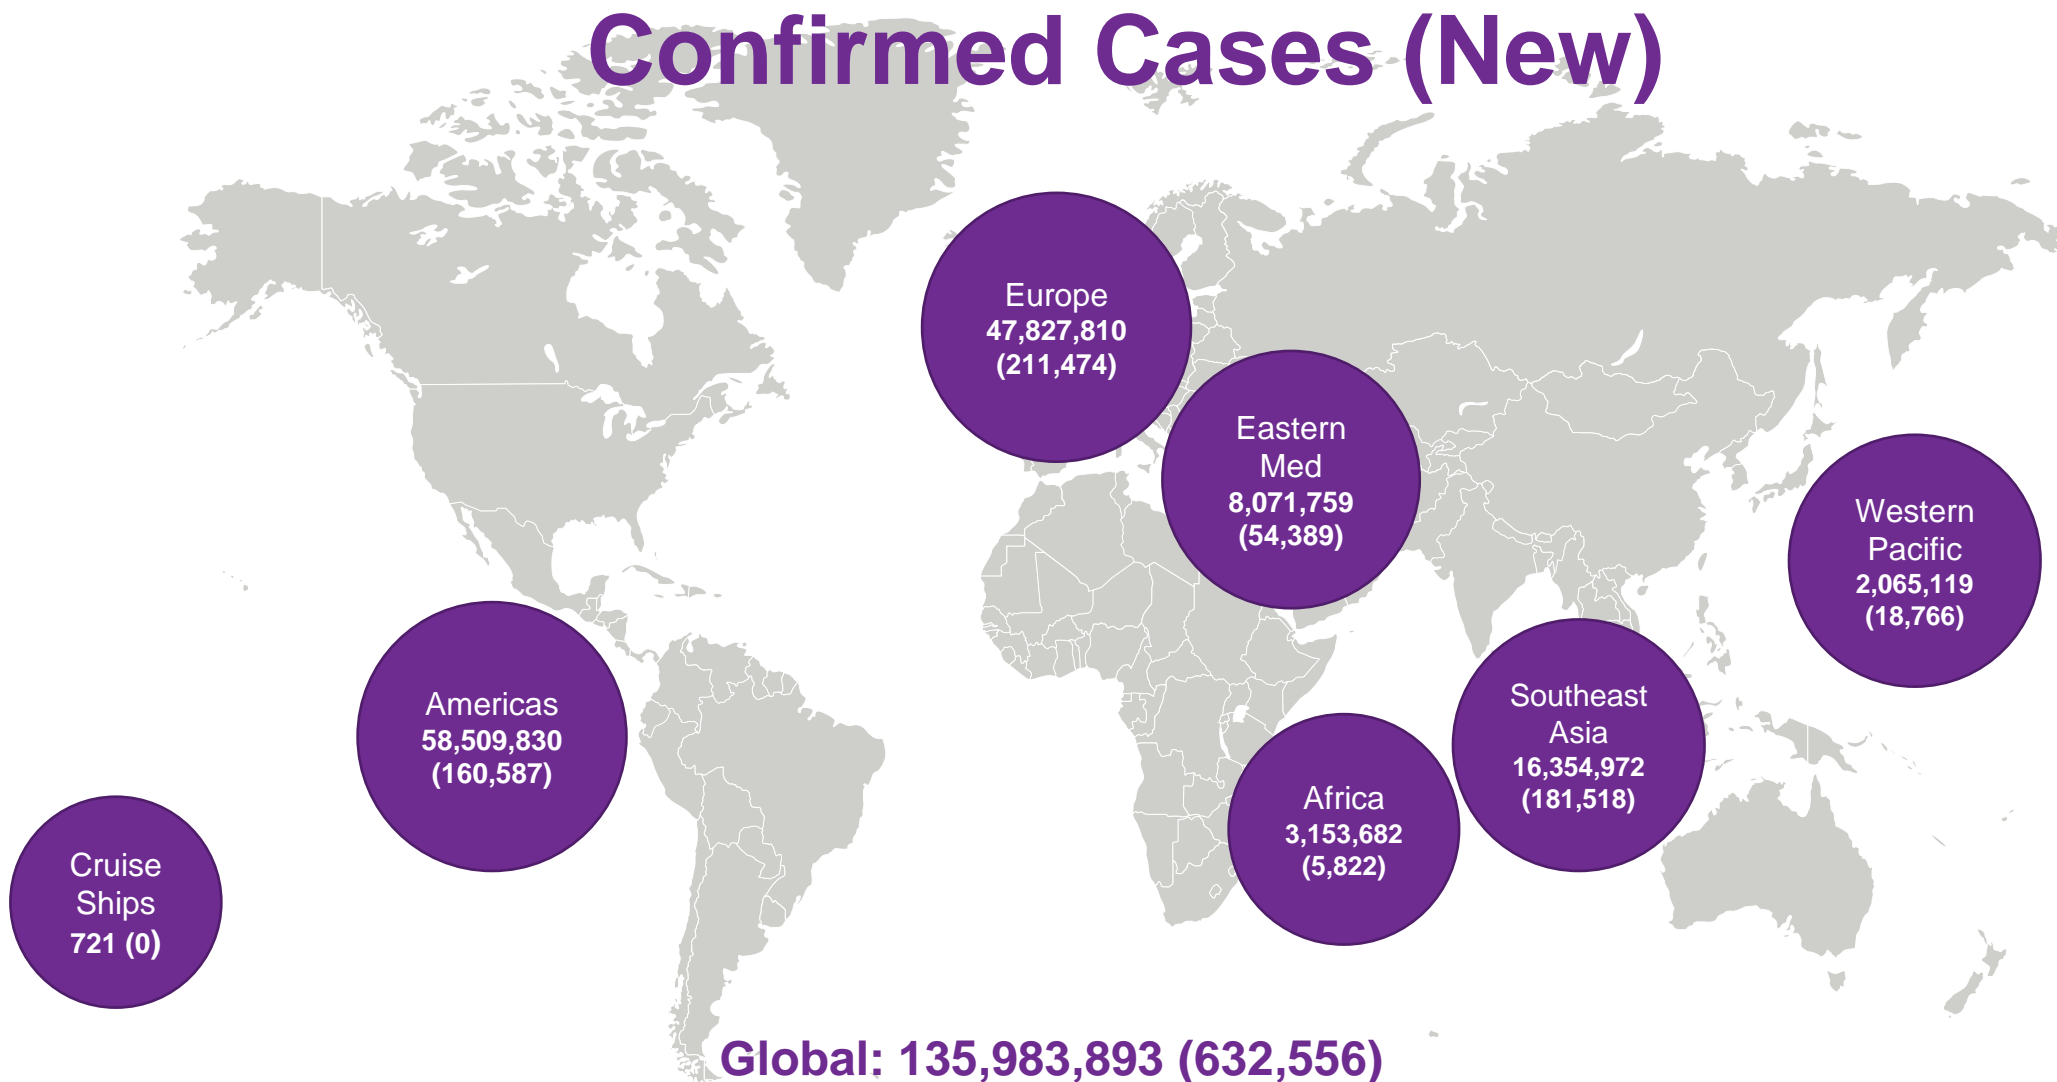 Confirmed Cases (New)
Europe
47,827,810
(211,474)
Eastern
Med
8,071,759
(54,389)
Western
Pacific
2,065,119
(18,766)
Americas
58,509,830
(160,587)
Southeast
Asia
16,354,972
(181,518)
Africa
3,153,682
(5,822)
Cruise
Ships
721 (0)
Global: 135,983,893 (632,556)